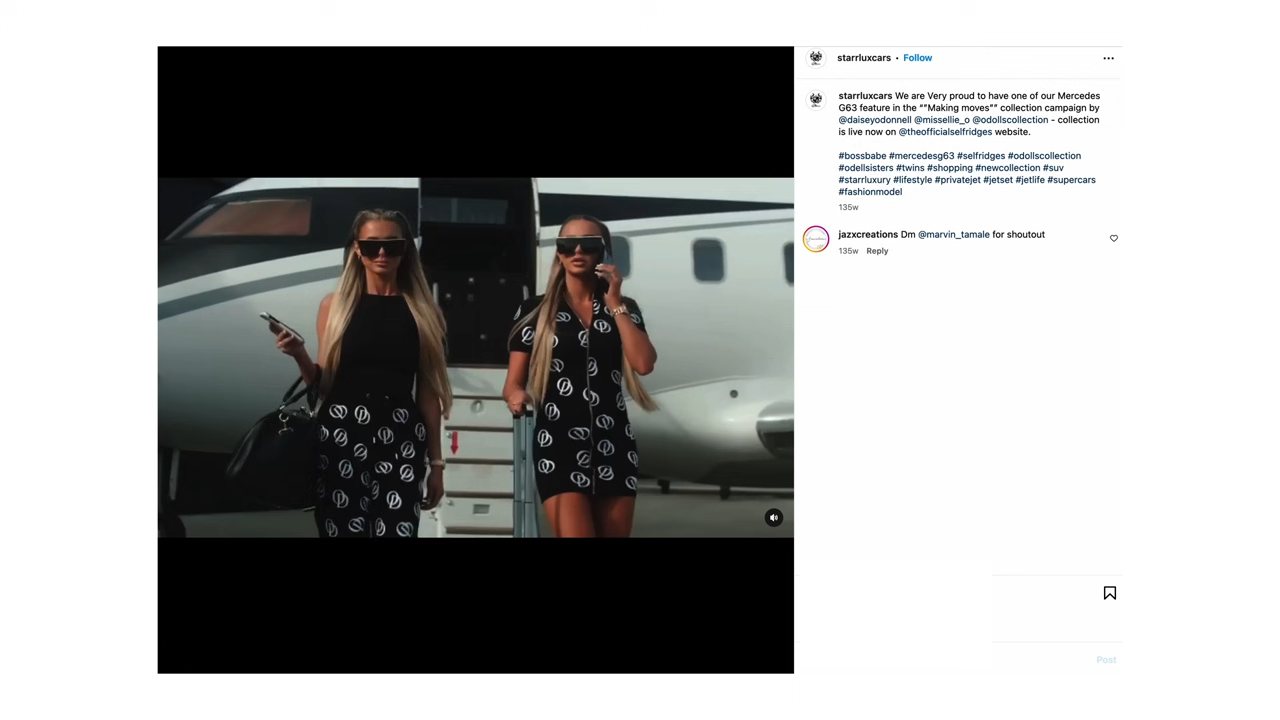 starrluxcars • Follow
starrluxcars We are Very proud to have one of our Mercedes
G63 feature in the ""Making moves"" collection campaign by
@daiseyodonnell @missellie_o @odollscollection - collection
is live now on @theofficialselfridges website.
#bossbabe #mercedesg63 #selfridges #odollscollection
#odellsisters #twins #shopping #newcollection #suv
#starrluxury #lifestyle #privatejet #jetset #jetlife #supercars
#fashionmodel
135w
jazxcreations Dm @marvin_tamale for shoutout
135w Reply
Post